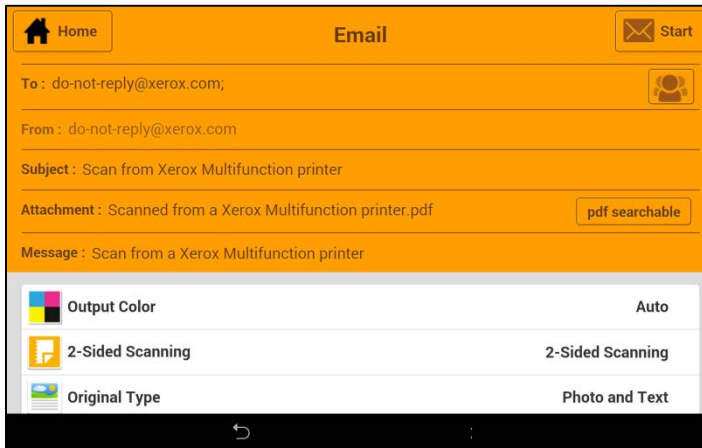 Home Email Start
To : do-not-reply@xerox.com;
From : do-not-reply@xerox.com
Subject : Scan from Xerox Multifunction printer
Attachment : Scanned from a Xerox Multifunction printer.pdf pdf searchable
Message : Scan from a Xerox Multifunction printer
Output Color Auto
2-Sided Scanning 2-Sided Scanning
Original Type Photo and Text